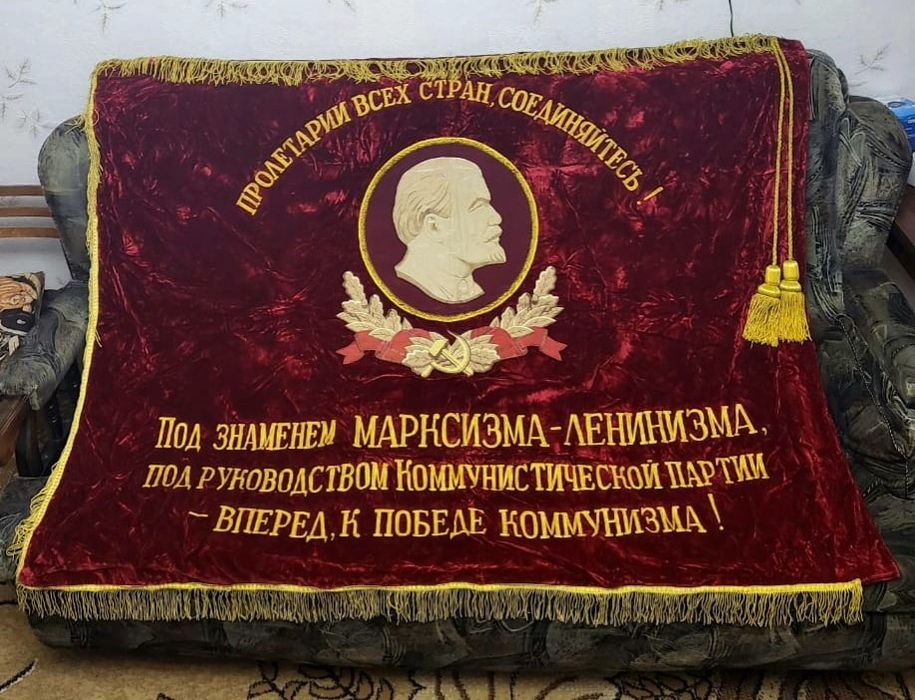 ПРОЛЕТАРИИ ВСЕХ СТРАН, СОЕДИНЯЙТЕСЬ!
Под знаменем МАРКСИЗМА-ЛЕНИНИЗМА,
под руководством Коммунистической партии
– ВПЕРЕД, К ПОБЕДЕ КОММУНИЗМА!